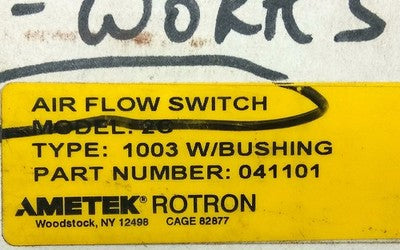 - WORKS
AIR FLOW SWITCH
MODEL: 2C
TYPE: 1003 W/BUSHING
PART NUMBER: 041101
AMETEK® ROTRON
Woodstock, NY 12498 CAGE 82877